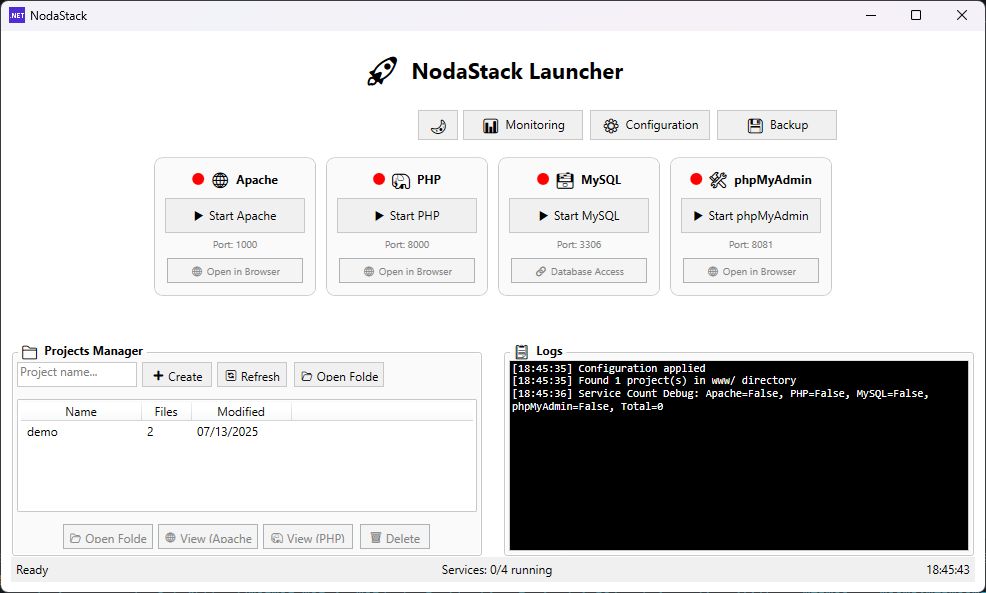 .NET NodaStack
NodaStack Launcher
Monitoring Configuration Backup
Apache PHP MySQL phpMyAdmin
Start Apache Start PHP Start MySQL Start phpMyAdmin
Port: 1000 Port: 8000 Port: 3306 Port: 8081
Open in Browser Open in Browser Database Access Open in Browser
Projects Manager
Project name... Create Refresh Open Folde
Name Files Modified
demo 2 07/13/2025
Open Folde View (Apache View (PHP) Delete
Logs
[18:45:35] Configuration applied
[18:45:35] Found 1 project(s) in www/ directory
[18:45:36] Service Count Debug: Apache=False, PHP=False, MySQL=False,
phpMyAdmin=False, Total=0
Ready Services: 0/4 running 18:45:43